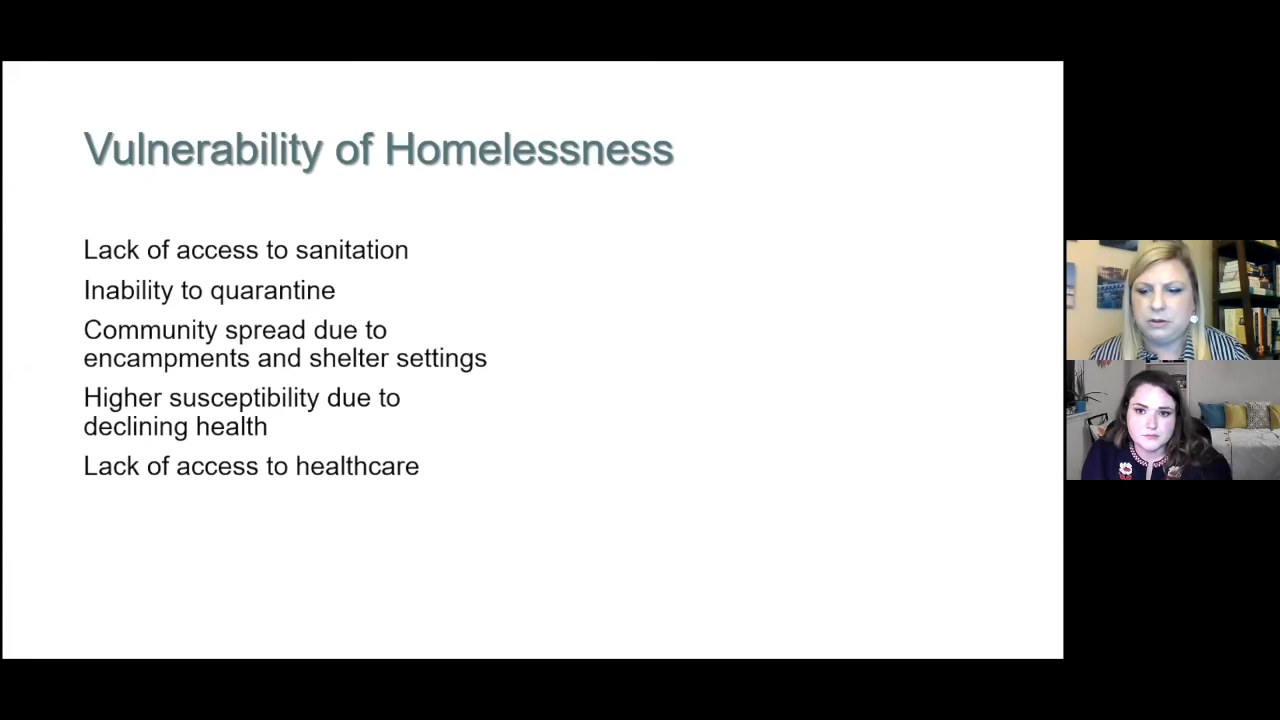 Vulnerability of Homelessness
Lack of access to sanitation
Inability to quarantine
Community spread due to
encampments and shelter settings
Higher susceptibility due to
declining health
Lack of access to healthcare